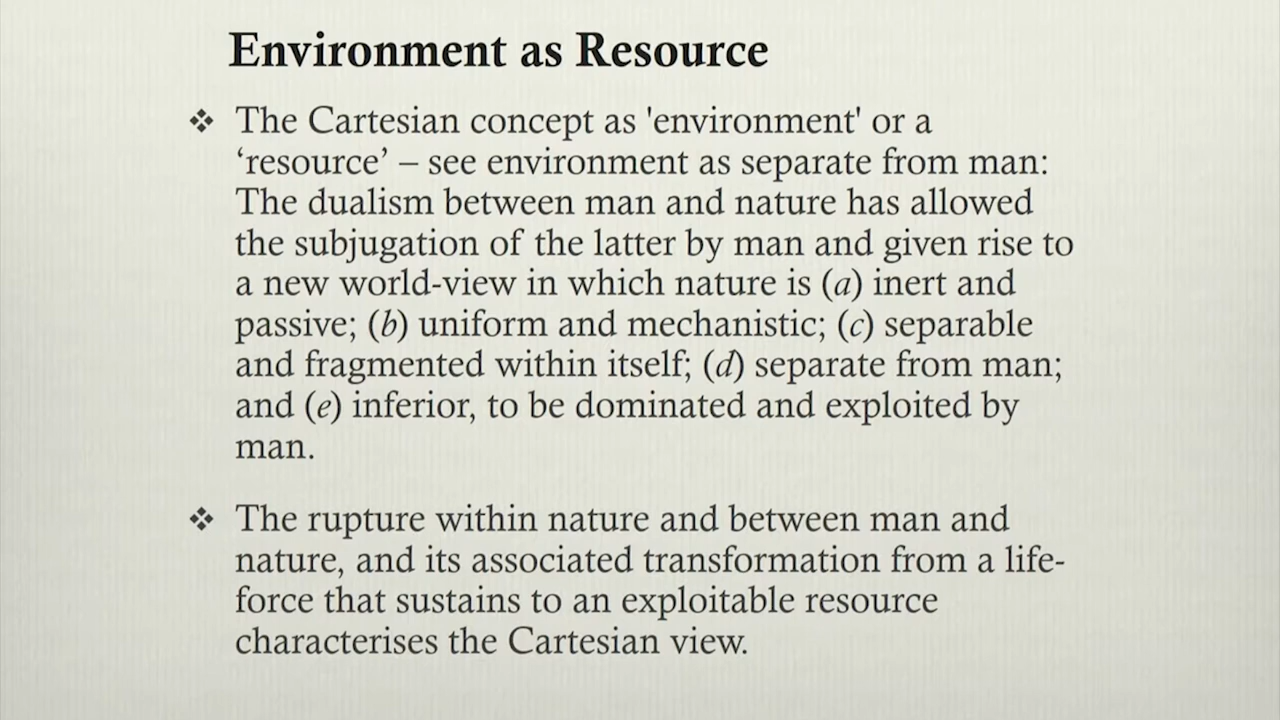 Environment as Resource
❖ The Cartesian concept as 'environment' or a
‘resource’ – see environment as separate from man:
The dualism between man and nature has allowed
the subjugation of the latter by man and given rise to
a new world-view in which nature is (a) inert and
passive; (b) uniform and mechanistic; (c) separable
and fragmented within itself; (d) separate from man;
and (e) inferior, to be dominated and exploited by
man.
❖ The rupture within nature and between man and
nature, and its associated transformation from a life-
force that sustains to an exploitable resource
characterises the Cartesian view.